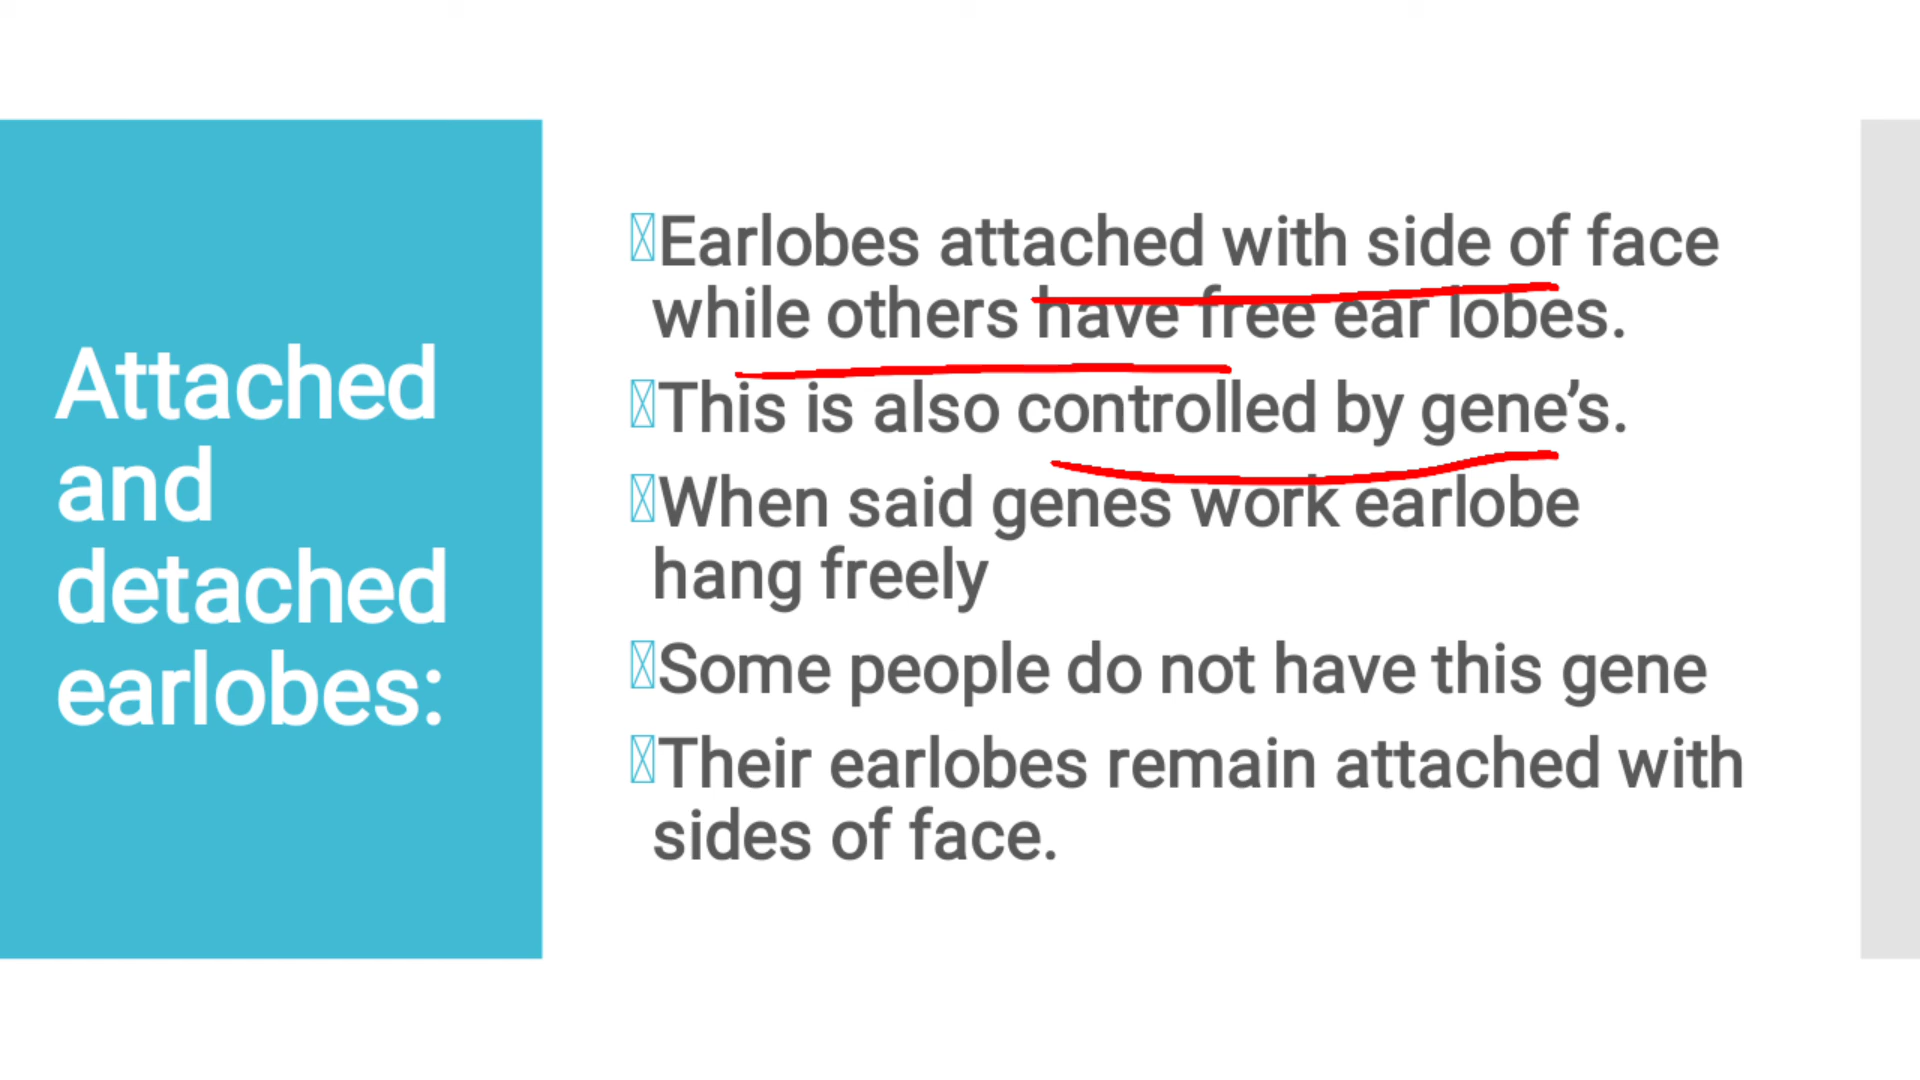 Attached
and
detached
earlobes:
Earlobes attached with side of face
while others have free ear lobes.
This is also controlled by gene’s.
When said genes work earlobe
hang freely
Some people do not have this gene
Their earlobes remain attached with
sides of face.